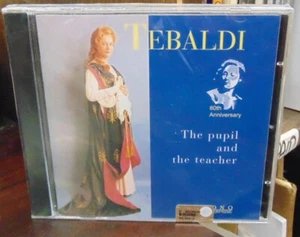 TEBALDI
80th
Anniversary
The pupil
and
the teacher